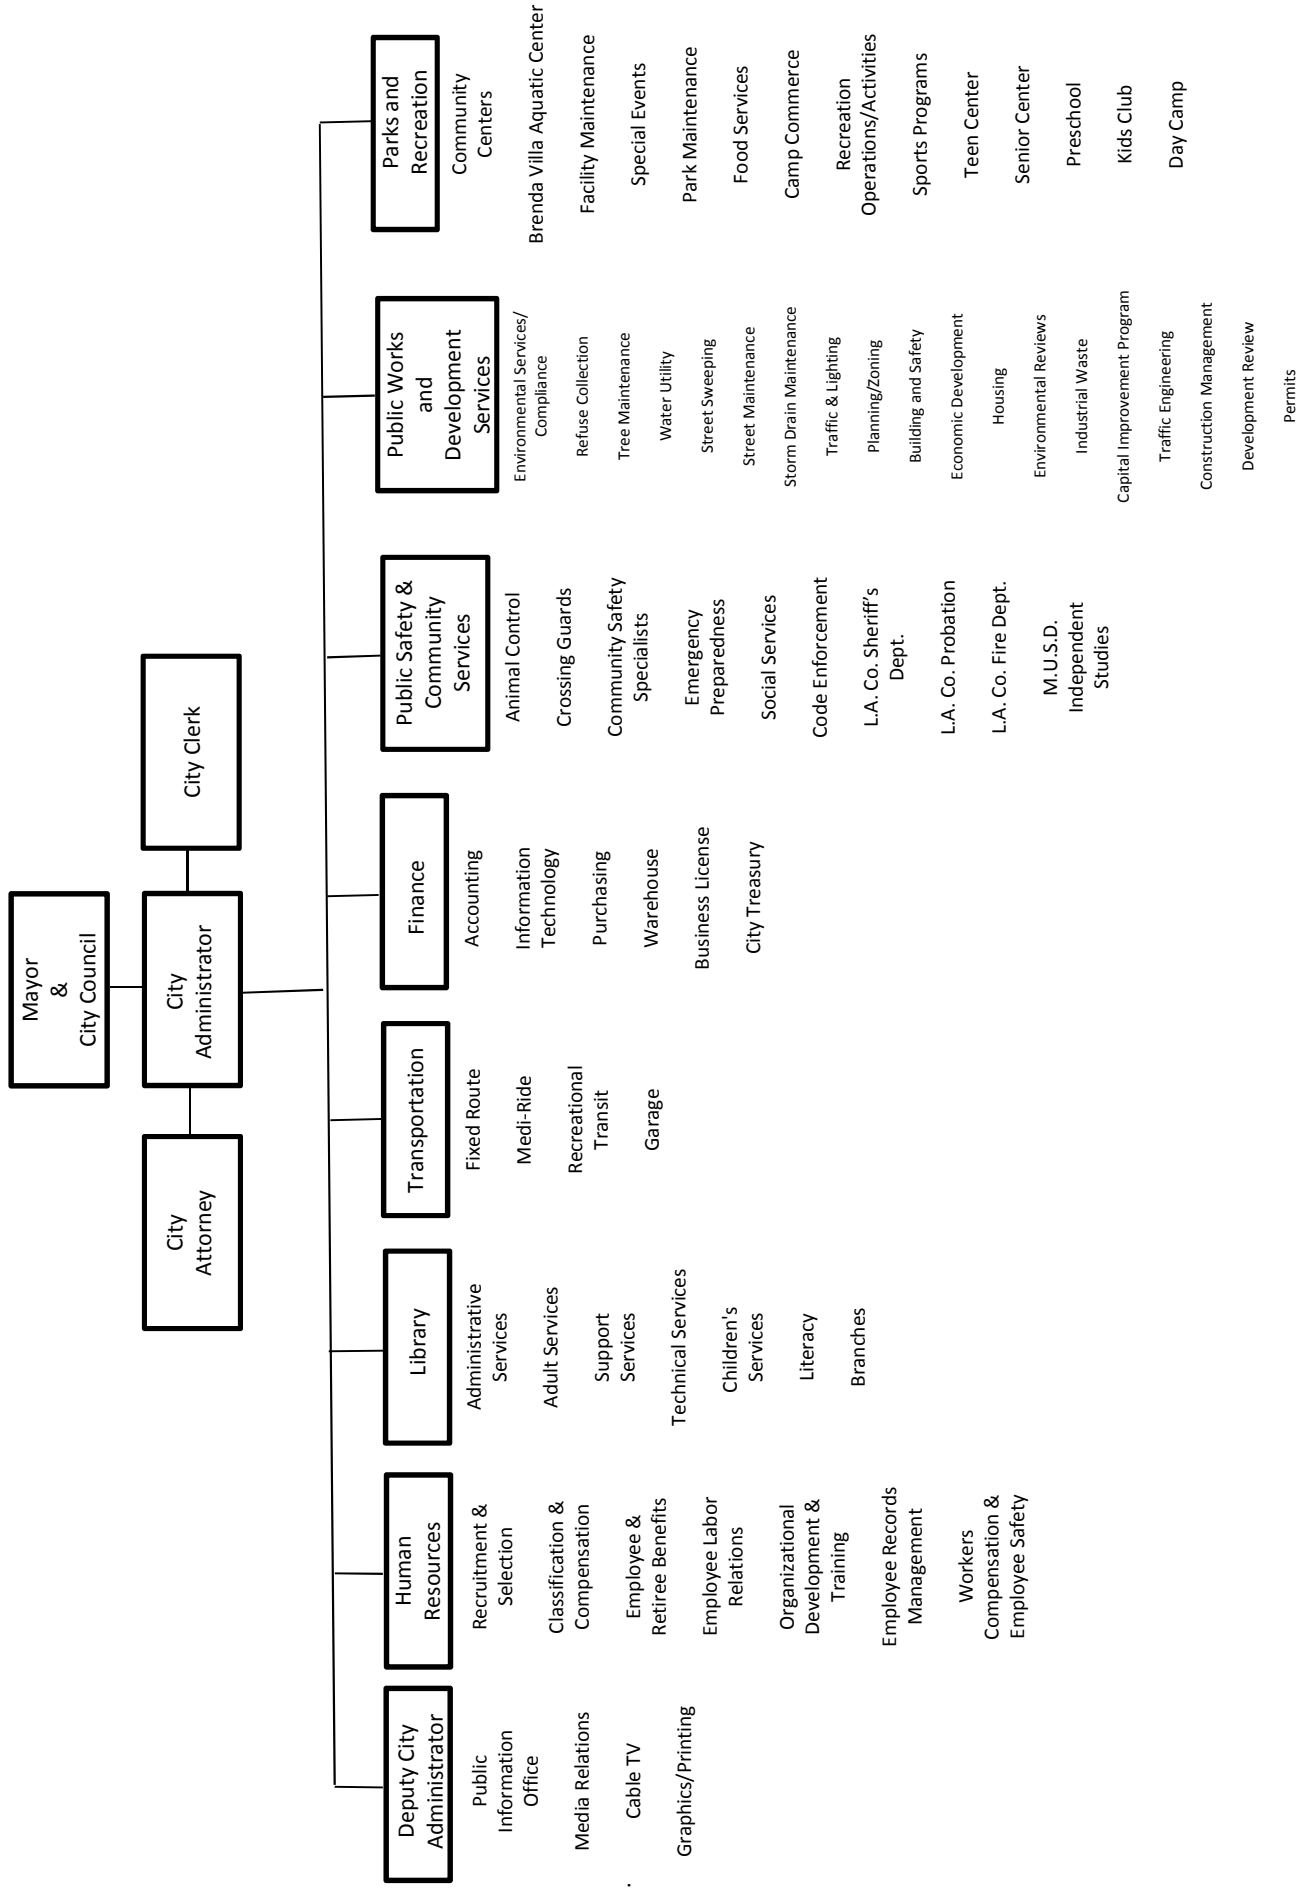 Mayor
&
City Council
City
Attorney
City
Administrator
City Clerk
Deputy City
Administrator
Public
Information
Office
Media Relations
Cable TV
Graphics/Printing
.
Human
Resources
Recruitment &
Selection
Classification &
Compensation
Employee &
Retiree Benefits
Employee Labor
Relations
Organizational
Development &
Training
Employee Records
Management
Workers
Compensation &
Employee Safety
Library
Administrative
Services
Adult Services
Support
Services
Technical Services
Children's
Services
Literacy
Branches
Transportation
Fixed Route
Medi-Ride
Recreational
Transit
Garage
Finance
Accounting
Information
Technology
Purchasing
Warehouse
Business License
City Treasury
Public Safety &
Community
Services
Animal Control
Crossing Guards
Community Safety
Specialists
Emergency
Preparedness
Social Services
Code Enforcement
L.A. Co. Sheriff’s
Dept.
L.A. Co. Probation
L.A. Co. Fire Dept.
M.U.S.D.
Independent
Studies
Public Works
and
Development
Services
Environmental Services/
Compliance
Refuse Collection
Tree Maintenance
Water Utility
Street Sweeping
Street Maintenance
Storm Drain Maintenance
Traffic & Lighting
Planning/Zoning
Building and Safety
Economic Development
Housing
Environmental Reviews
Industrial Waste
Capital Improvement Program
Traffic Engineering
Construction Management
Development Review
Permits
Parks and
Recreation
Community
Centers
Brenda Villa Aquatic Center
Facility Maintenance
Special Events
Park Maintenance
Food Services
Camp Commerce
Recreation
Operations/Activities
Sports Programs
Teen Center
Senior Center
Preschool
Kids Club
Day Camp